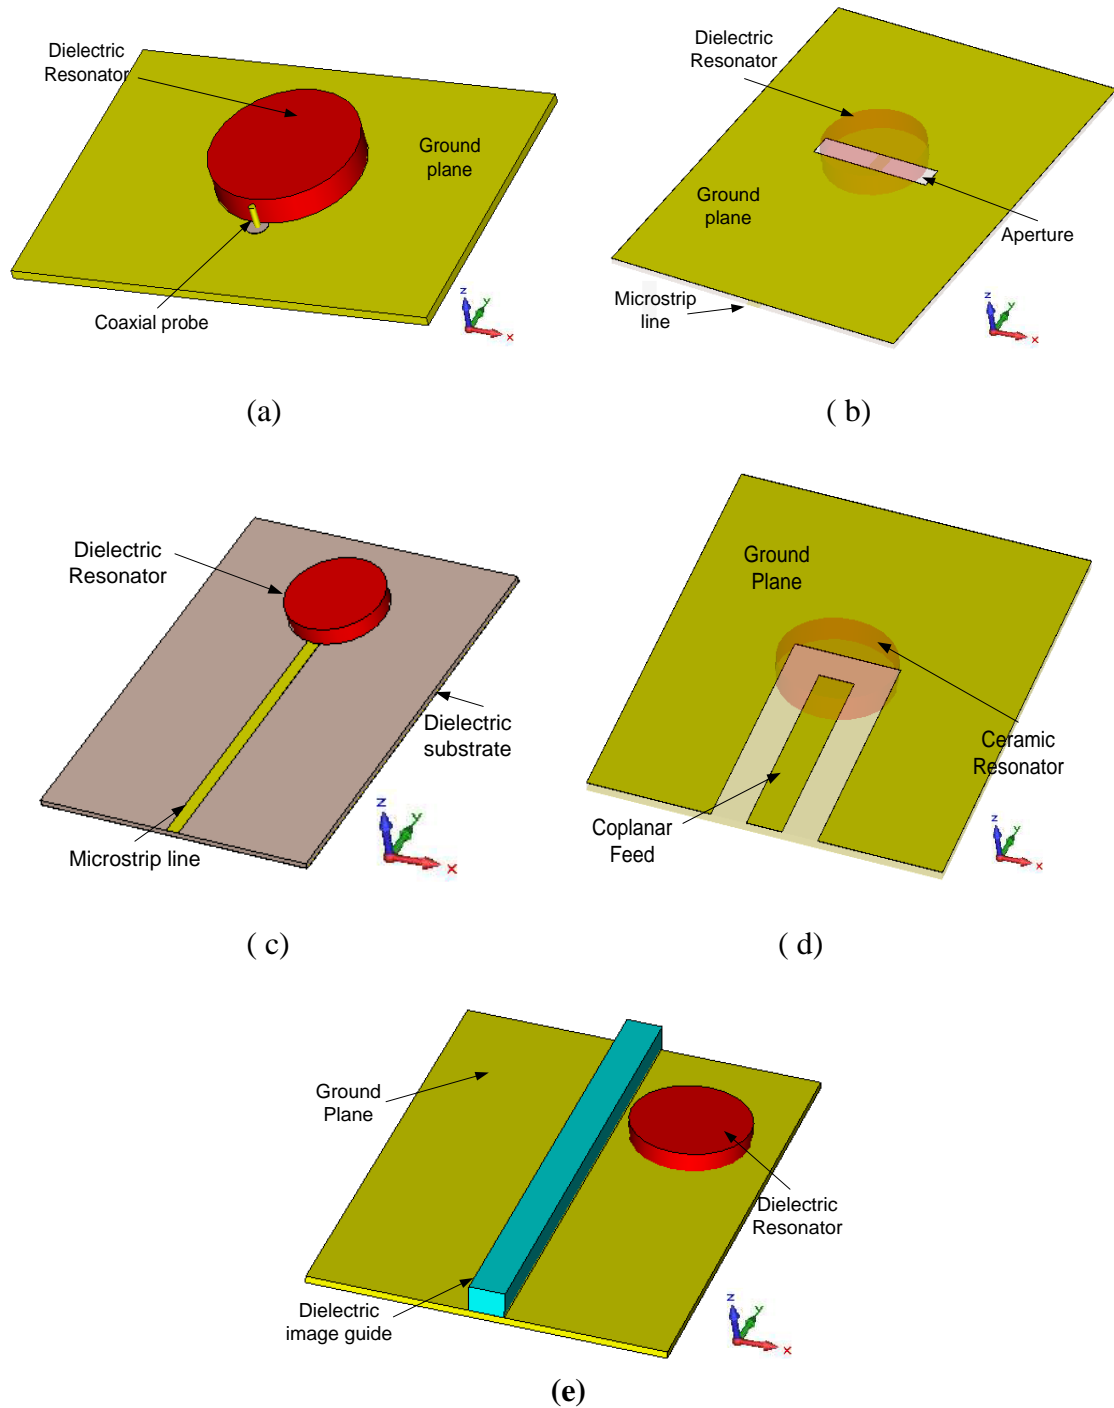 Dielectric
Resonator
Ground
plane
Coaxial probe
z
y
x
(a)
Dielectric
Resonator
Ground
plane
Aperture
Microstrip
line
z
y
x
( b)
Dielectric
Resonator
Dielectric
substrate
Microstrip line
z
y
x
( c)
Ground
Plane
Ceramic
Resonator
Coplanar
Feed
z
y
x
( d)
Ground
Plane
Dielectric
Resonator
Dielectric
image guide
z
y
x
(e)